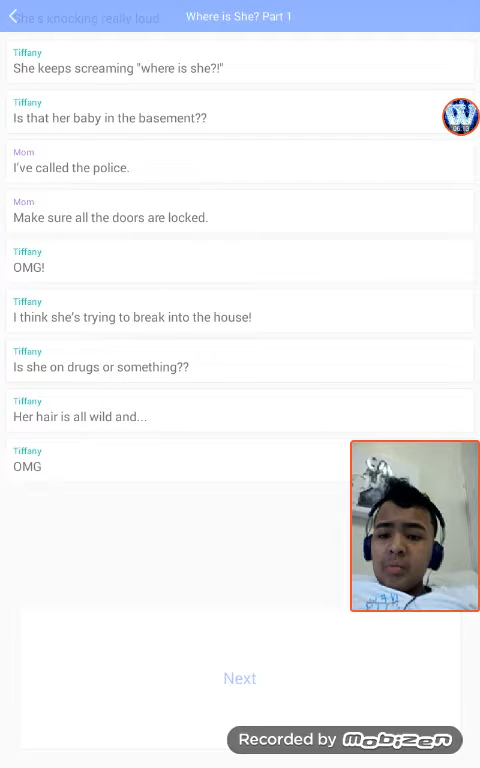 She's knocking really loud
Where is She? Part 1
Tiffany
She keeps screaming "where is she?!"
Tiffany
Is that her baby in the basement??
W
06:13
Mom
I've called the police.
Mom
Make sure all the doors are locked.
Tiffany
OMG!
Tiffany
I think she's trying to break into the house!
Tiffany
Is she on drugs or something??
Tiffany
Her hair is all wild and...
Tiffany
OMG
Next
Recorded by Mobizen